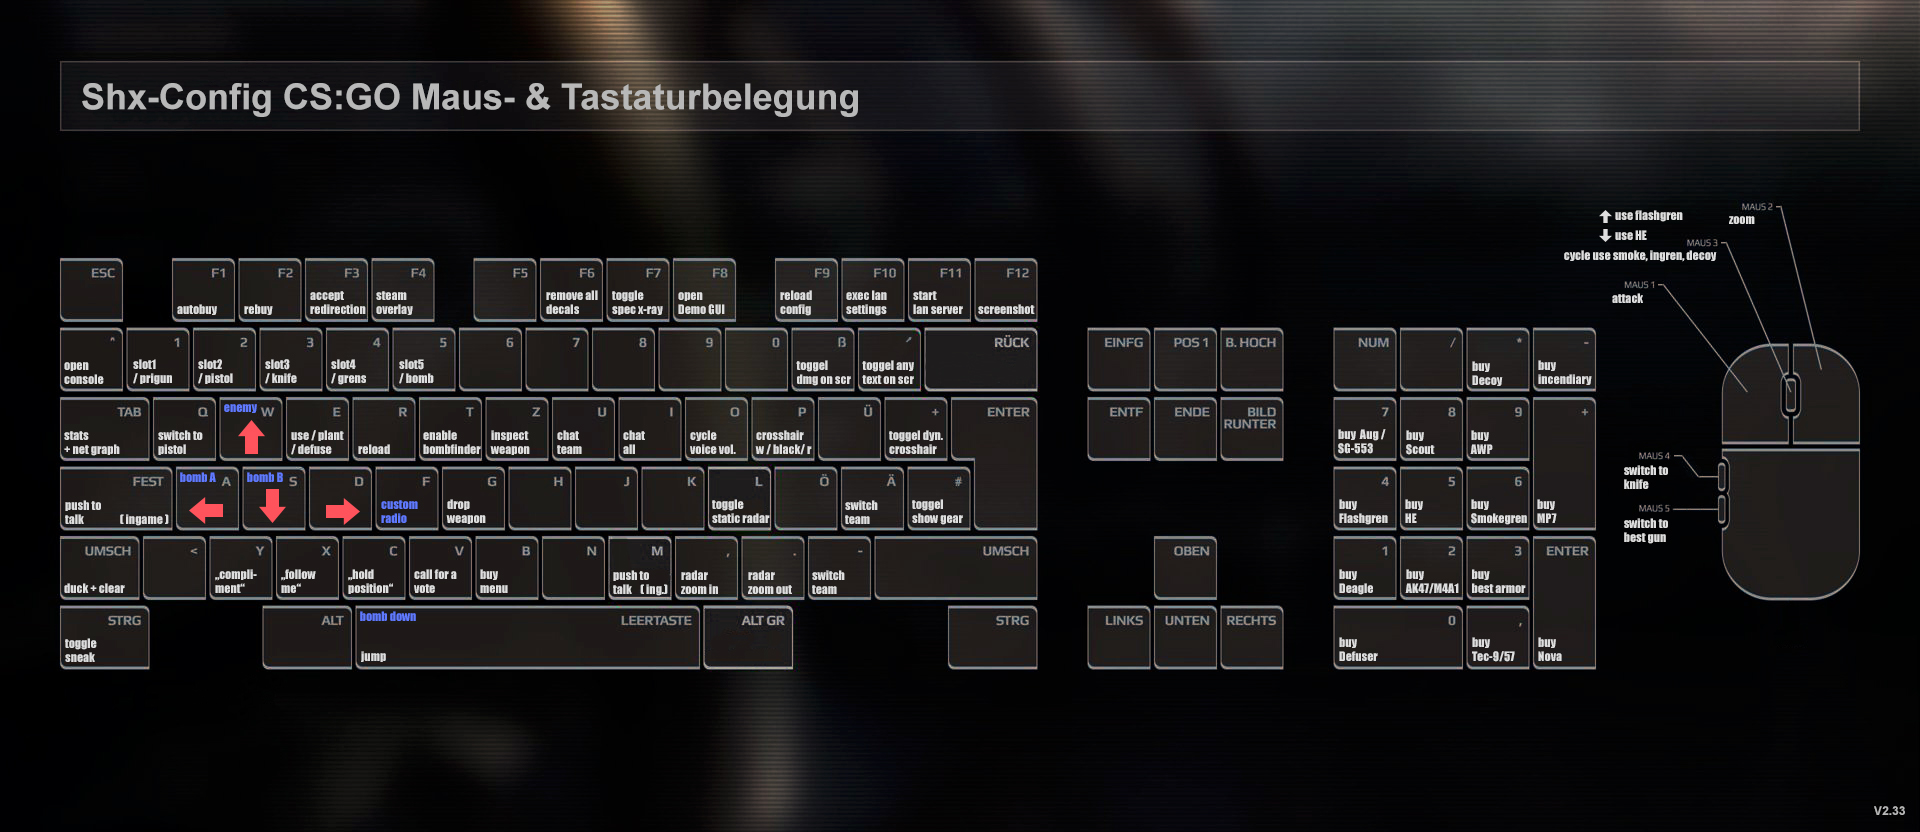 Shx-Config CS:GO Maus- & Tastaturbelegung
MAUS 2
zoom
use flashgren
use HE
MAUS 3
cycle use smoke, ingren, decoy
MAUS 1
attack
MAUS 4
switch to
knife
MAUS 5
switch to
best gun
ESC
F1
autobuy
F2
rebuy
F3
accept
redirection
F4
steam
overlay
F5
F6
remove all
decals
F7
toggle
spec x-ray
F8
open
Demo GUI
F9
reload
config
F10
exec lan
settings
F11
start
lan server
F12
screenshot
^
open
console
1
slot1
/ prigun
2
slot2
/ pistol
3
slot3
/ knife
4
slot4
/ grens
5
slot5
/ bomb
6
7
8
9
0
ß
toggel
dmg on scr
´
toggel any
text on scr
RÜCK
TAB
stats
+ net graph
Q
switch to
pistol
enemy W
E
use / plant
/ defuse
R
reload
T
enable
bombfinder
Z
inspect
weapon
U
chat
team
I
chat
all
O
cycle
voice vol.
P
crosshair
w / black/ r
Ü
+
toggel dyn.
crosshair
ENTER
FEST
push to
talk ( ingame )
bomb A A
bomb B S
D
F
custom
radio
G
drop
weapon
H
J
K
L
toggle
static radar
Ö
Ä
switch
team
#
toggel
show gear
UMSCH
duck + clear
<
Y
„compli-
ment“
X
„follow
me“
C
„hold
position“
V
call for a
vote
B
buy
menu
N
M
push to
talk ( ing.)
,
radar
zoom in
.
radar
zoom out
-
switch
team
UMSCH
STRG
toggle
sneak
ALT
bomb down LEERTASTE
jump
ALT GR
STRG
EINFG
POS 1
B. HOCH
ENTF
ENDE
BILD
RUNTER
OBEN
LINKS
UNTEN
RECHTS
NUM
/
*
buy
Decoy
-
buy
incendiary
7
buy Aug /
SG-553
8
buy
Scout
9
buy
AWP
+
buy
MP7
4
buy
Flashgren
5
buy
HE
6
buy
Smokegren
1
buy
Deagle
2
buy
AK47/M4A1
3
buy
best armor
ENTER
buy
Nova
0
buy
Defuser
,
buy
Tec-9/57
V2.33